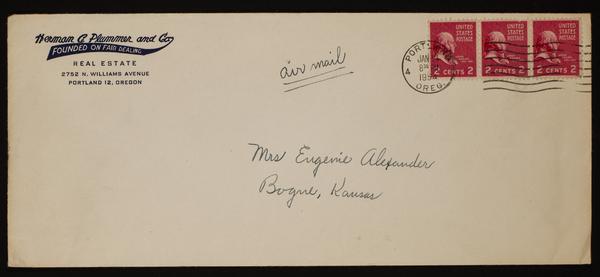 Herman C. Plummer and Co
FOUNDED ON FAIR DEALING
REAL ESTATE
2752 N. WILLIAMS AVENUE
PORTLAND 12, OREGON
air mail
UNITED STATES POSTAGE
2 CENTS 2
UNITED STATES POSTAGE
2 CENTS 2
UNITED STATES POSTAGE
2 CENTS 2
JAN
OREG.
Mrs Eugenie Alexander
Bogue, Kansas